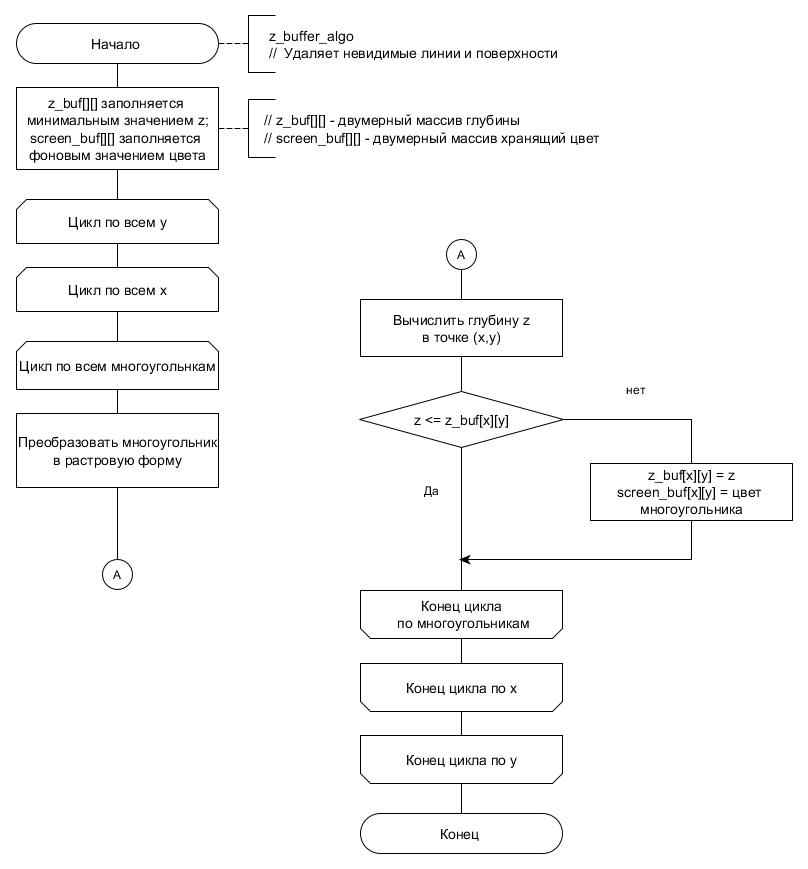 Начало
z_buffer_algo
// Удаляет невидимые линии и поверхности
z_buf[][] заполняется
минимальным значением z;
screen_buf[][] заполняется
фоновым значением цвета
// z_buf[][] - двумерный массив глубины
// screen_buf[][] - двумерный массив хранящий цвет
Цикл по всем y
Цикл по всем x
Цикл по всем многоугольнкам
Преобразовать многоугольник
в растровую форму
A
A
Вычислить глубину z
в точке (x,y)
z <= z_buf[x][y]
нет
Да
z_buf[x][y] = z
screen_buf[x][y] = цвет
многоугольника
Конец цикла
по многоугольникам
Конец цикла по x
Конец цикла по y
Конец